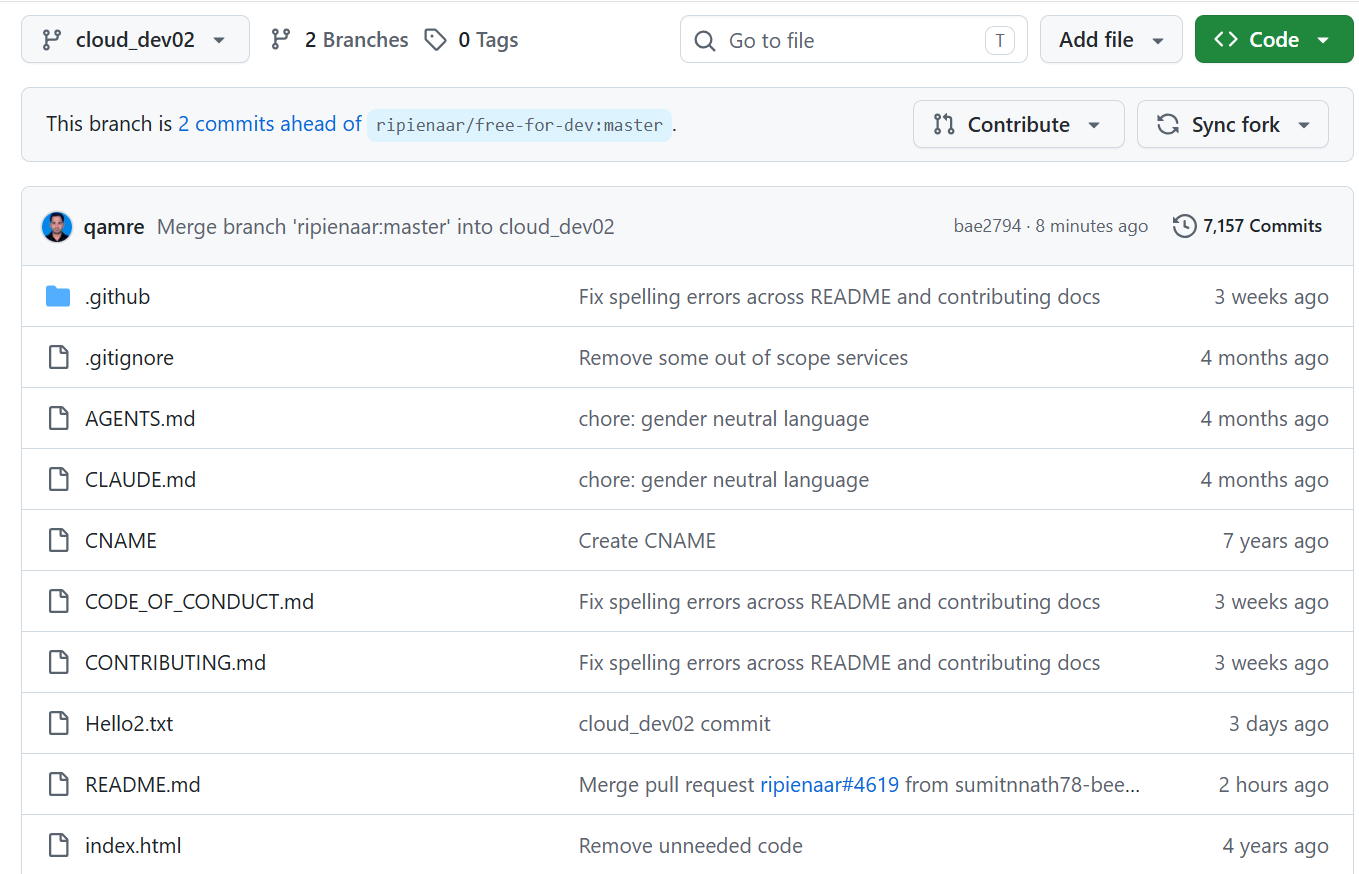 cloud_dev02 2 Branches 0 Tags Go to file T Add file Code
This branch is 2 commits ahead of ripienaar/free-for-dev:master . Contribute Sync fork
qamre Merge branch 'ripienaar:master' into cloud_dev02 bae2794 · 8 minutes ago 7,157 Commits
.github Fix spelling errors across README and contributing docs 3 weeks ago
.gitignore Remove some out of scope services 4 months ago
AGENTS.md chore: gender neutral language 4 months ago
CLAUDE.md chore: gender neutral language 4 months ago
CNAME Create CNAME 7 years ago
CODE_OF_CONDUCT.md Fix spelling errors across README and contributing docs 3 weeks ago
CONTRIBUTING.md Fix spelling errors across README and contributing docs 3 weeks ago
Hello2.txt cloud_dev02 commit 3 days ago
README.md Merge pull request ripienaar#4619 from sumitnnath78-bee... 2 hours ago
index.html Remove unneeded code 4 years ago